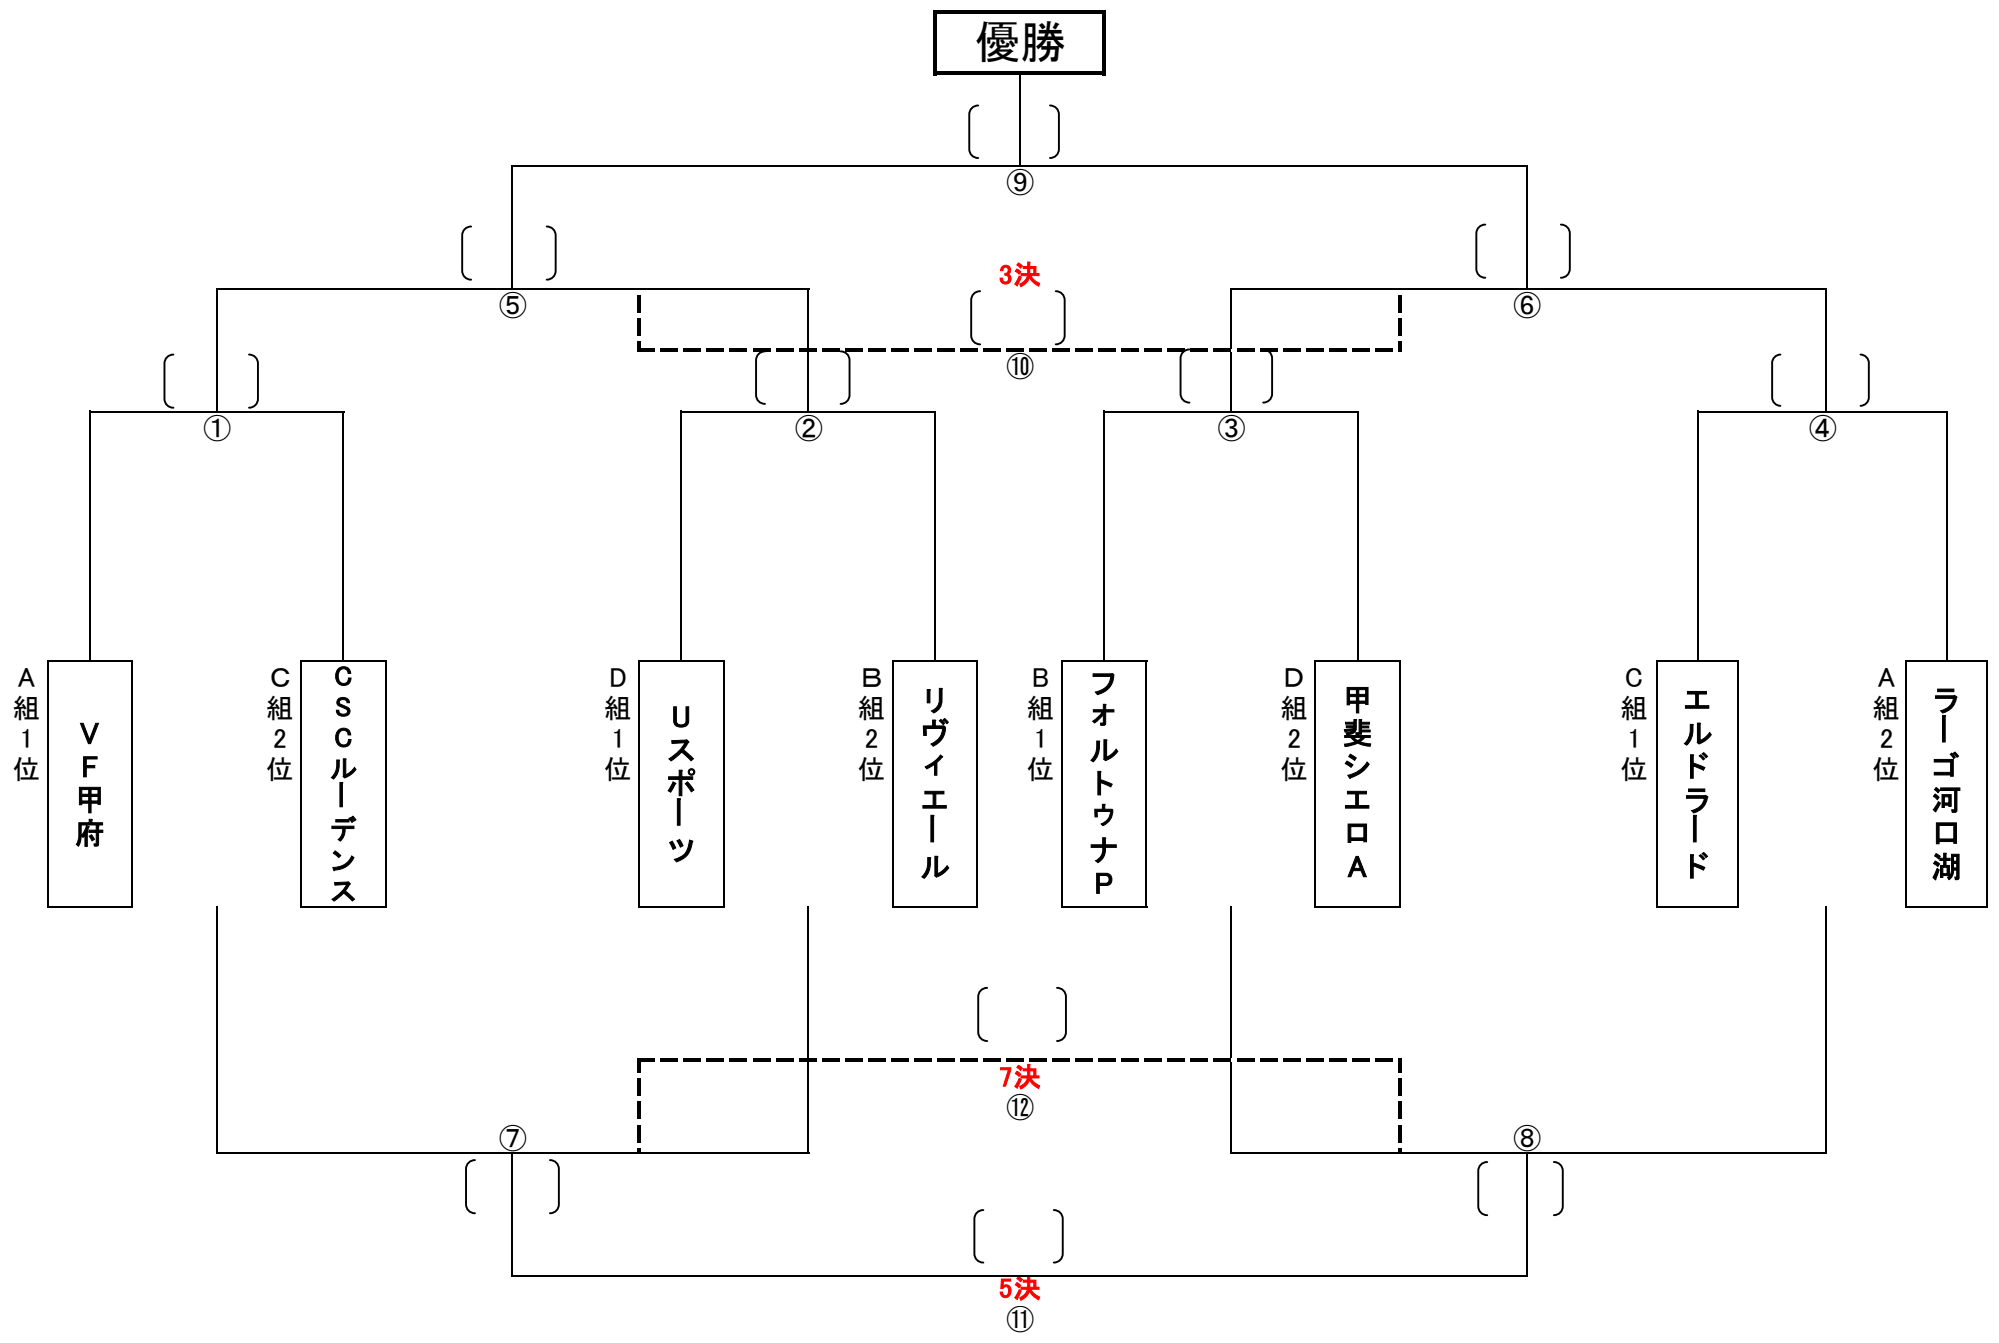 優勝
⑨
3決
⑤
⑥
⑩
①
②
③
④
A組1位
VF甲府
C組2位
CSCルーデンス
D組1位
Uスポーツ
B組2位
リヴィエール
B組1位
フォルトゥナP
D組2位
甲斐シエロA
C組1位
エルドラード
A組2位
ラーゴ河口湖
7決
⑫
⑦
⑧
5決
⑪